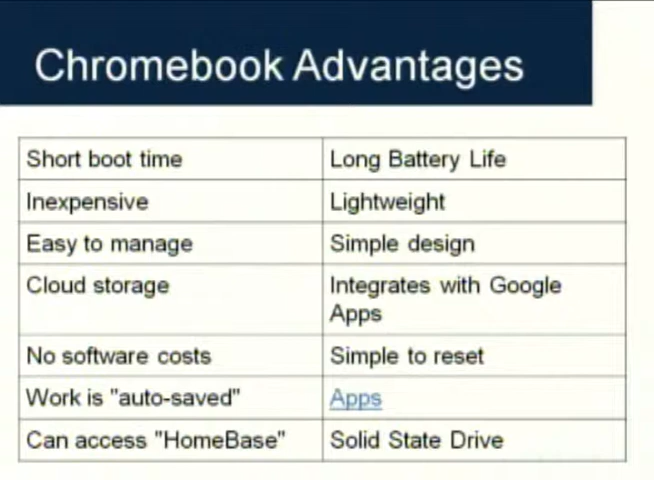 Chromebook Advantages
Short boot time
Long Battery Life
Inexpensive
Lightweight
Easy to manage
Simple design
Cloud storage
Integrates with Google
Apps
No software costs
Simple to reset
Work is "auto-saved"
Apps
Can access "HomeBase"
Solid State Drive